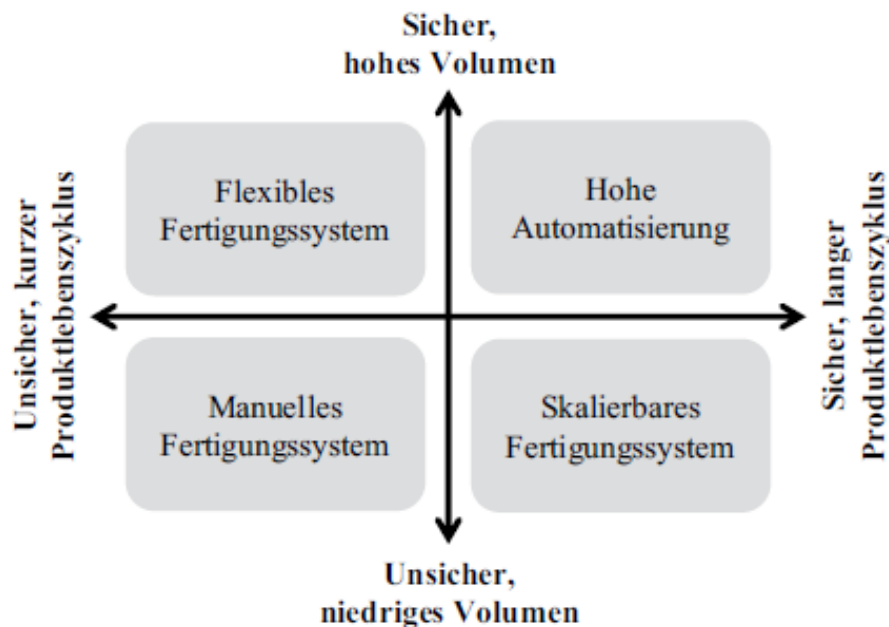 Sicher,
hohes Volumen
Flexibles
Fertigungssystem
Hohe
Automatisierung
Unsicher, kurzer
Produktlebenszyklus
Sicher, langer
Produktlebenszyklus
Manuelles
Fertigungssystem
Skalierbares
Fertigungssystem
Unsicher,
niedriges Volumen